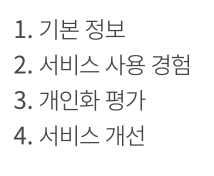 1. 기본 정보
2. 서비스 사용 경험
3. 개인화 평가
4. 서비스 개선